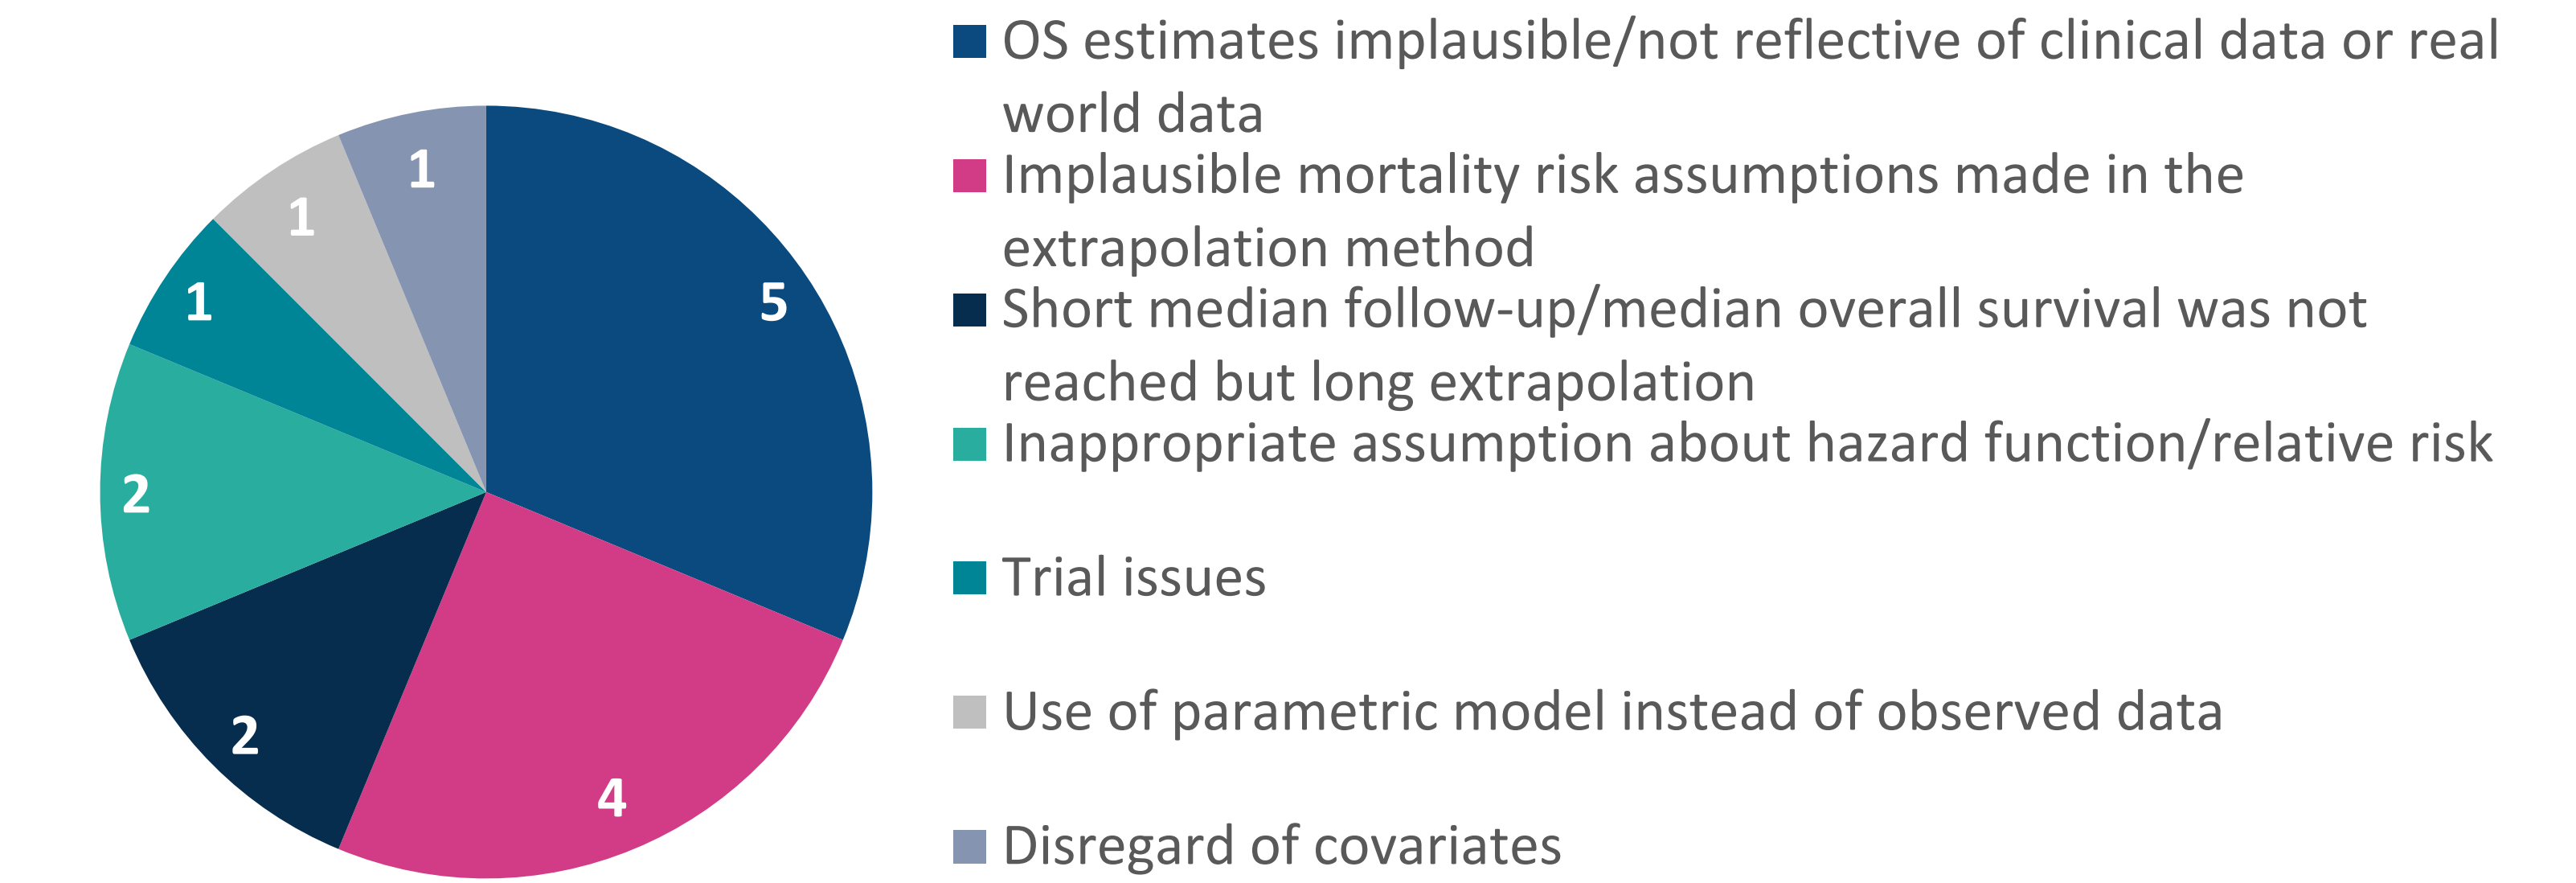 OS estimates implausible/not reflective of clinical data or real
world data
Implausible mortality risk assumptions made in the
extrapolation method
Short median follow-up/median overall survival was not
reached but long extrapolation
Inappropriate assumption about hazard function/relative risk
Trial issues
Use of parametric model instead of observed data
Disregard of covariates
5
4
2
2
1
1
1